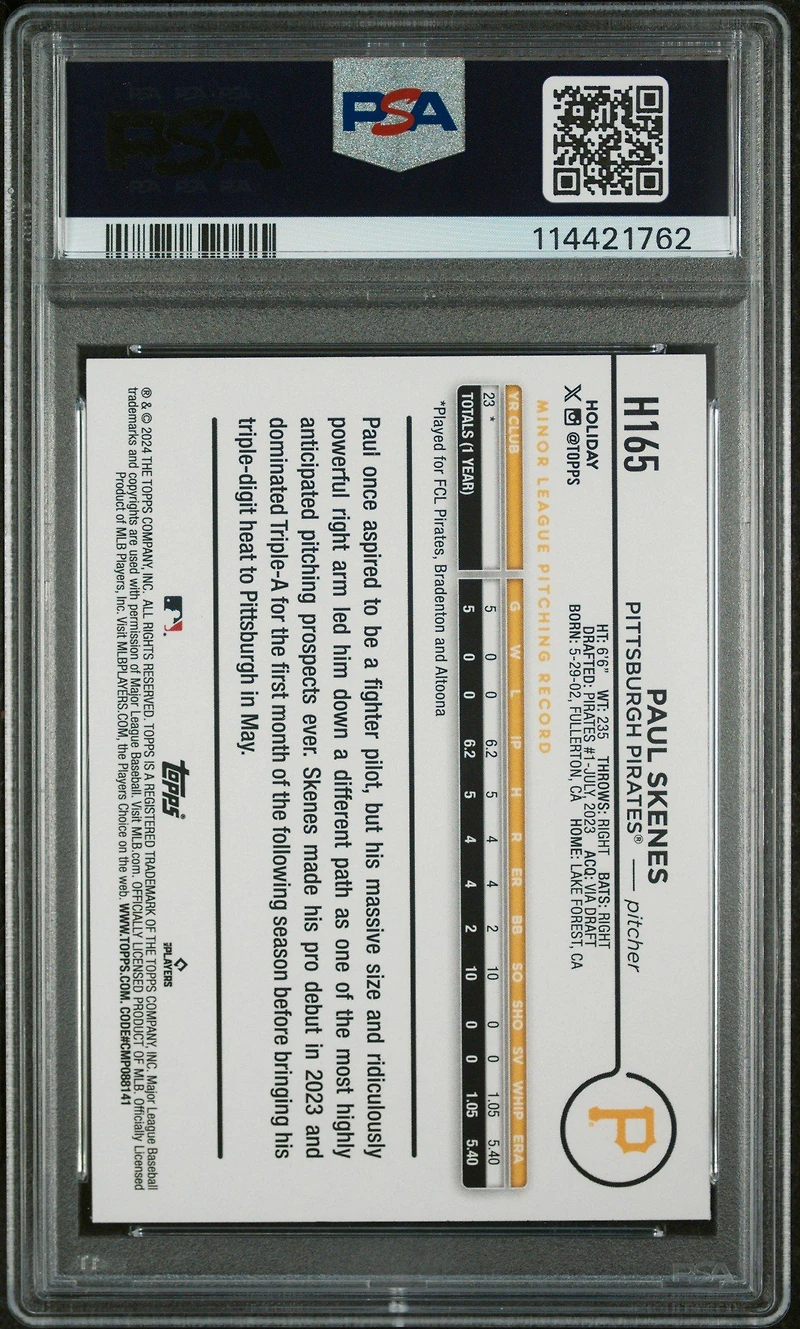 PSA
PSA PSA PSA
PSA
PSA PSA PSA
114421762
H165
PAUL SKENES
PITTSBURGH PIRATES® — pitcher
HOLIDAY
X @TOPPS
HT: 6'6" WT: 235 THROWS: RIGHT BATS: RIGHT
DRAFTED: PIRATES #1-JULY, 2023 ACQ: VIA DRAFT
BORN: 5-29-02, FULLERTON, CA HOME: LAKE FOREST, CA
P
MINOR LEAGUE PITCHING RECORD
YR CLUB G W L IP H R ER BB SO SHO SV WHIP ERA
23 * 5 0 0 6.2 5 4 4 2 10 0 0 1.05 5.40
TOTALS (1 YEAR) 5 0 0 6.2 5 4 4 2 10 0 0 1.05 5.40
*Played for FCL Pirates, Bradenton and Altoona
Paul once aspired to be a fighter pilot, but his massive size and ridiculously
powerful right arm led him down a different path as one of the most highly
anticipated pitching prospects ever. Skenes made his pro debut in 2023 and
dominated Triple-A for the first month of the following season before bringing his
triple-digit heat to Pittsburgh in May.
topps®
PLAYERS
® & © 2024 THE TOPPS COMPANY, INC. ALL RIGHTS RESERVED. TOPPS IS A REGISTERED TRADEMARK OF THE TOPPS COMPANY, INC. Major League Baseball
trademarks and copyrights are used with permission of Major League Baseball. Visit MLB.com. OFFICIALLY LICENSED PRODUCT OF MLB. Officially Licensed
Product of MLB Players, Inc. Visit MLBPLAYERS.COM, the Players Choice on the web. WWW.TOPPS.COM. CODE#CMP088141
PSA